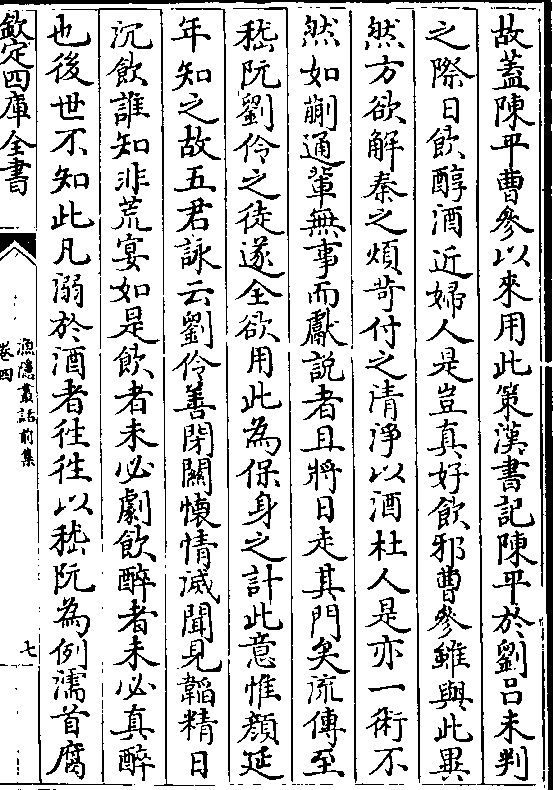 故蓋陳平曹參以來用此策漢書記陳平於劉吕未判
之際日飲醇酒近婦人是豈真好飲邪曹參雖與此異
然方欲解秦之煩苛付之清淨以酒杜人是亦一術不
然如蒯通輩無事而獻說者且將日走其門矣流傳至
嵇阮劉伶之徒遂全欲用此為保身之計此意惟顔延
年知之故五君詠云劉伶善閉關懷情滅聞見韜精日
沉飲誰知非荒宴如是飲者未必劇飲醉者未必真醉
也後世不知此凡溺於酒者往往以嵇阮為例濡首腐
欽定四庫全書
漁隱叢話前集
卷四
七